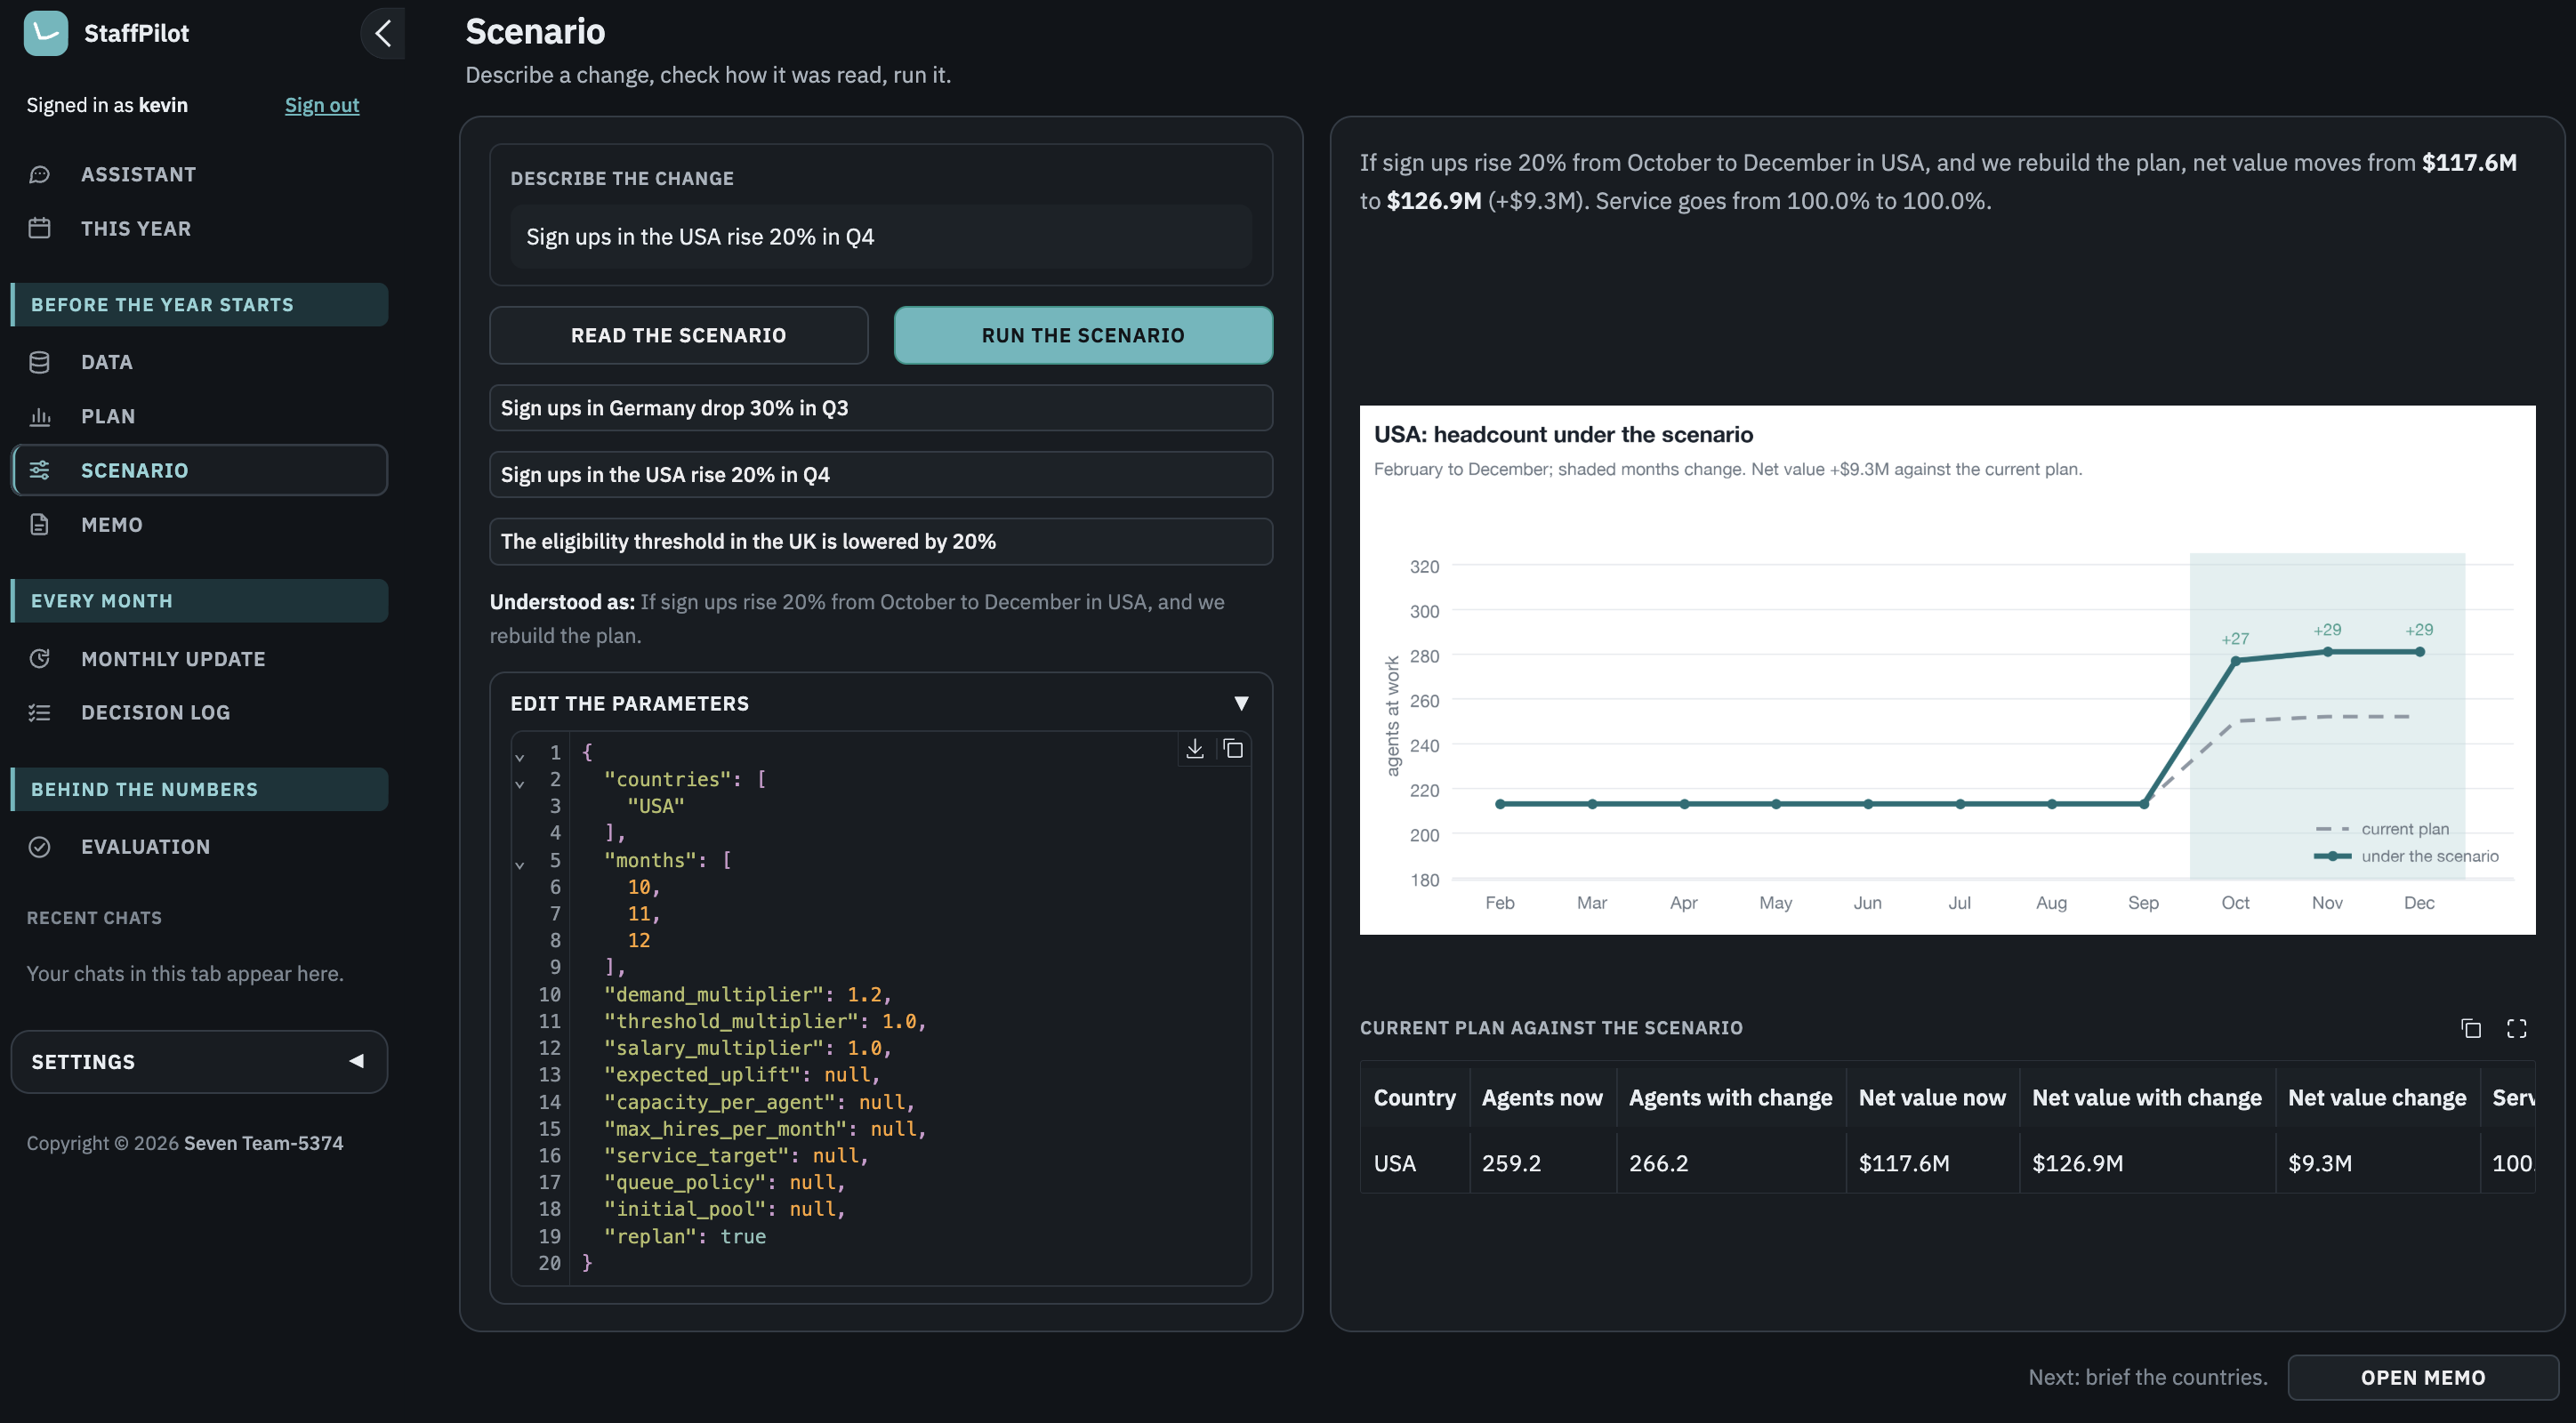 StaffPilot
Signed in as kevin
Sign out
ASSISTANT
THIS YEAR
BEFORE THE YEAR STARTS
DATA
PLAN
SCENARIO
MEMO
EVERY MONTH
MONTHLY UPDATE
DECISION LOG
BEHIND THE NUMBERS
EVALUATION
RECENT CHATS
Your chats in this tab appear here.
SETTINGS
Copyright © 2026 Seven Team-5374
Scenario
Describe a change, check how it was read, run it.
DESCRIBE THE CHANGE
Sign ups in the USA rise 20% in Q4
READ THE SCENARIO
RUN THE SCENARIO
Sign ups in Germany drop 30% in Q3
Sign ups in the USA rise 20% in Q4
The eligibility threshold in the UK is lowered by 20%
Understood as: If sign ups rise 20% from October to December in USA, and we
rebuild the plan.
EDIT THE PARAMETERS
1 {
2 "countries": [
3 "USA"
4 ],
5 "months": [
6 10,
7 11,
8 12
9 ],
10 "demand_multiplier": 1.2,
11 "threshold_multiplier": 1.0,
12 "salary_multiplier": 1.0,
13 "expected_uplift": null,
14 "capacity_per_agent": null,
15 "max_hires_per_month": null,
16 "service_target": null,
17 "queue_policy": null,
18 "initial_pool": null,
19 "replan": true
20 }
If sign ups rise 20% from October to December in USA, and we rebuild the plan, net value moves from $117.6M
to $126.9M (+$9.3M). Service goes from 100.0% to 100.0%.
USA: headcount under the scenario
February to December; shaded months change. Net value +$9.3M against the current plan.
agents at work
320
300
280
260
240
220
200
180
+27
+29
+29
current plan
under the scenario
Feb Mar Apr May Jun Jul Aug Sep Oct Nov Dec
CURRENT PLAN AGAINST THE SCENARIO
Country Agents now Agents with change Net value now Net value with change Net value change Serv
USA 259.2 266.2 $117.6M $126.9M $9.3M 100.
Next: brief the countries.
OPEN MEMO